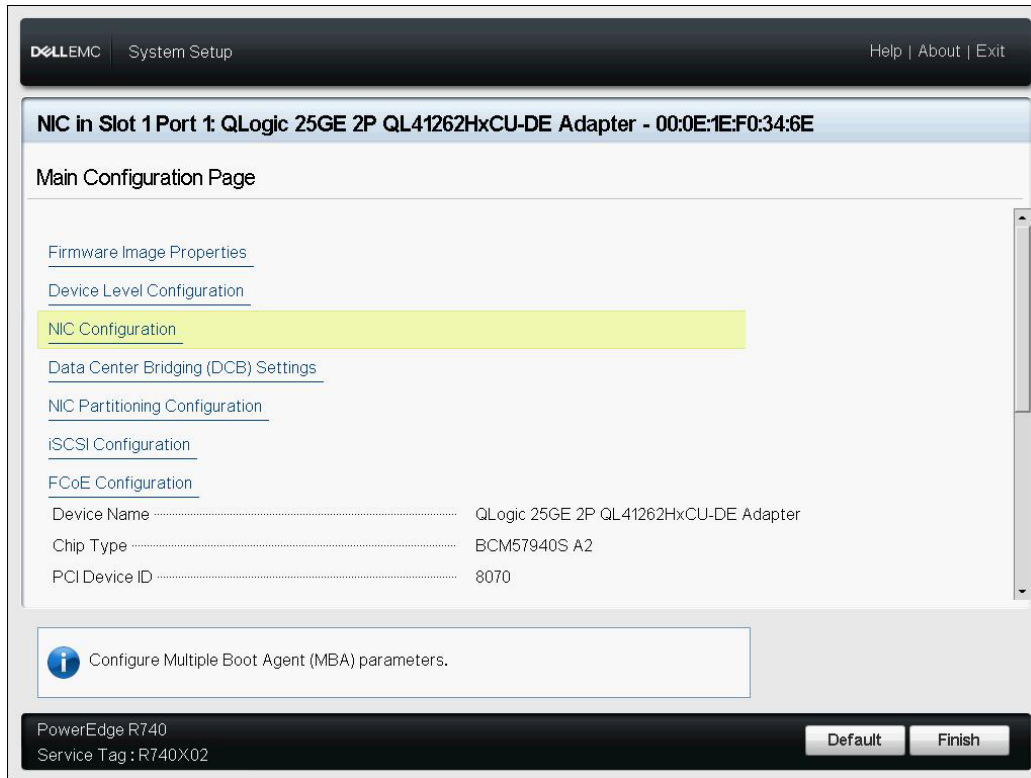 DELLEMC System Setup Help | About | Exit
NIC in Slot 1 Port 1: QLogic 25GE 2P QL41262HxCU-DE Adapter - 00:0E:1E:F0:34:6E
Main Configuration Page
Firmware Image Properties
Device Level Configuration
NIC Configuration
Data Center Bridging (DCB) Settings
NIC Partitioning Configuration
iSCSI Configuration
FCoE Configuration
Device Name QLogic 25GE 2P QL41262HxCU-DE Adapter
Chip Type BCM57940S A2
PCI Device ID 8070
Configure Multiple Boot Agent (MBA) parameters.
PowerEdge R740
Service Tag : R740X02
Default Finish